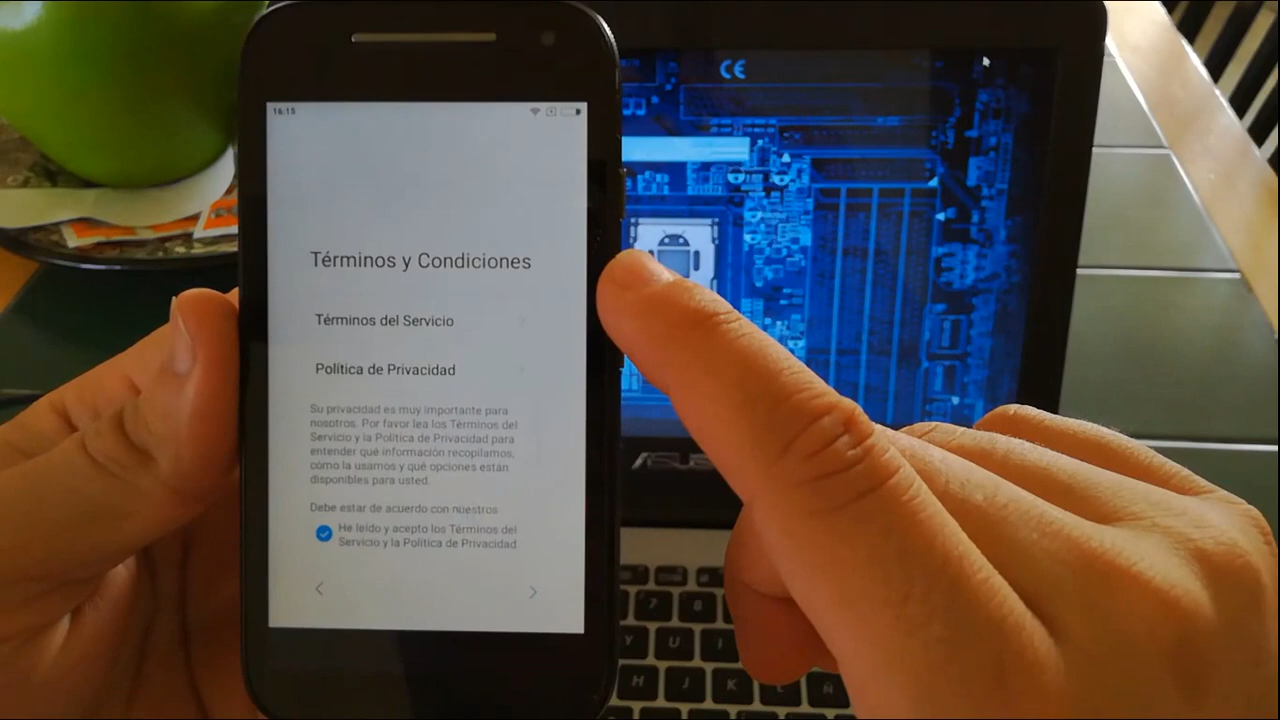 16:15
Términos y Condiciones
Términos del Servicio
Política de Privacidad
Su privacidad es muy importante para
nosotros. Por favor lea los Términos del
Servicio y la Política de Privacidad para
entender qué información recopilamos,
cómo la usamos y qué opciones están
disponibles para usted.
Debe estar de acuerdo con nuestros
He leído y acepto los Términos del
Servicio y la Política de Privacidad
CE
ASUS
7 8
Y U I
H J K L Ñ